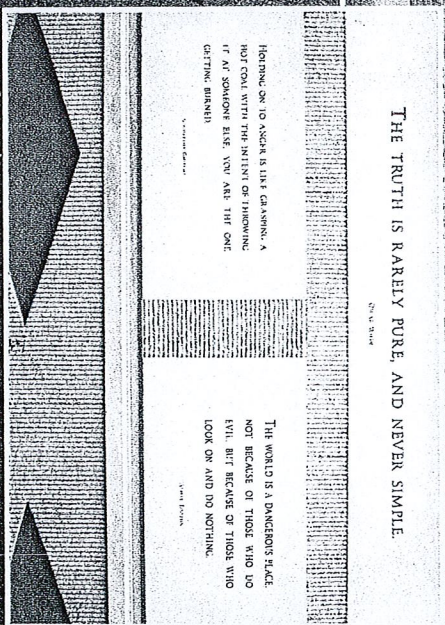 THE TRUTH IS RARELY PURE, AND NEVER SIMPLE.
HOLDING ON TO ANGER IS LIKE GRASPING A
HOT COAL WITH THE INTENT OF THROWING
IT AT SOMEONE ELSE. YOU ARE THE ONE
GETTING BURNED.
THE WORLD IS A DANGEROUS PLACE,
NOT BECAUSE OF THOSE WHO DO
EVIL, BUT BECAUSE OF THOSE WHO
LOOK ON AND DO NOTHING.